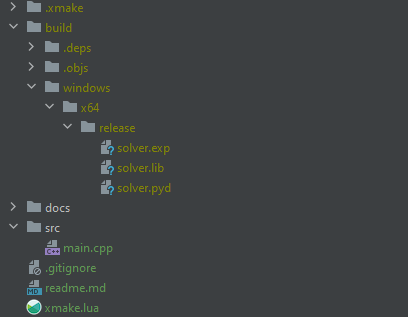 .xmake
build
.deps
.objs
windows
x64
release
solver.exp
solver.lib
solver.pyd
docs
src
C++ main.cpp
.gitignore
MD readme.md
xmake.lua